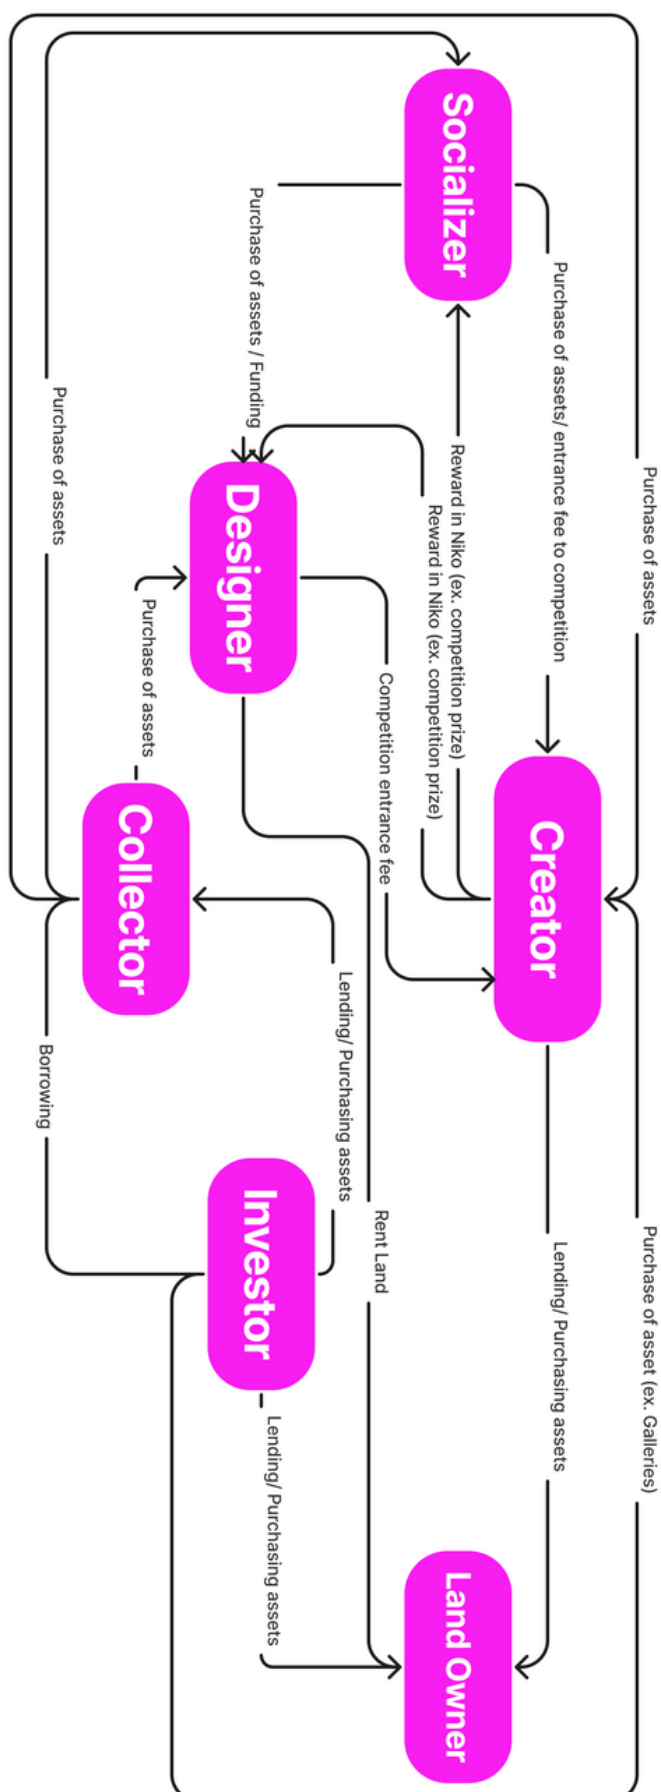 Purchase of assets
Purchase of asset (ex. Galleries)
Purchase of assets/ entrance fee to competition
Lending/ Purchasing assets
Creator
Socializer
Reward in Niko (ex. competition prize)
Reward in Niko (ex. competition prize)
Land Owner
Competition entrance fee
Rent Land
Lending/ Purchasing assets
Purchase of assets / Funding
Designer
Investor
Lending/ Purchasing assets
Purchase of assets
Collector
Purchase of assets
Borrowing